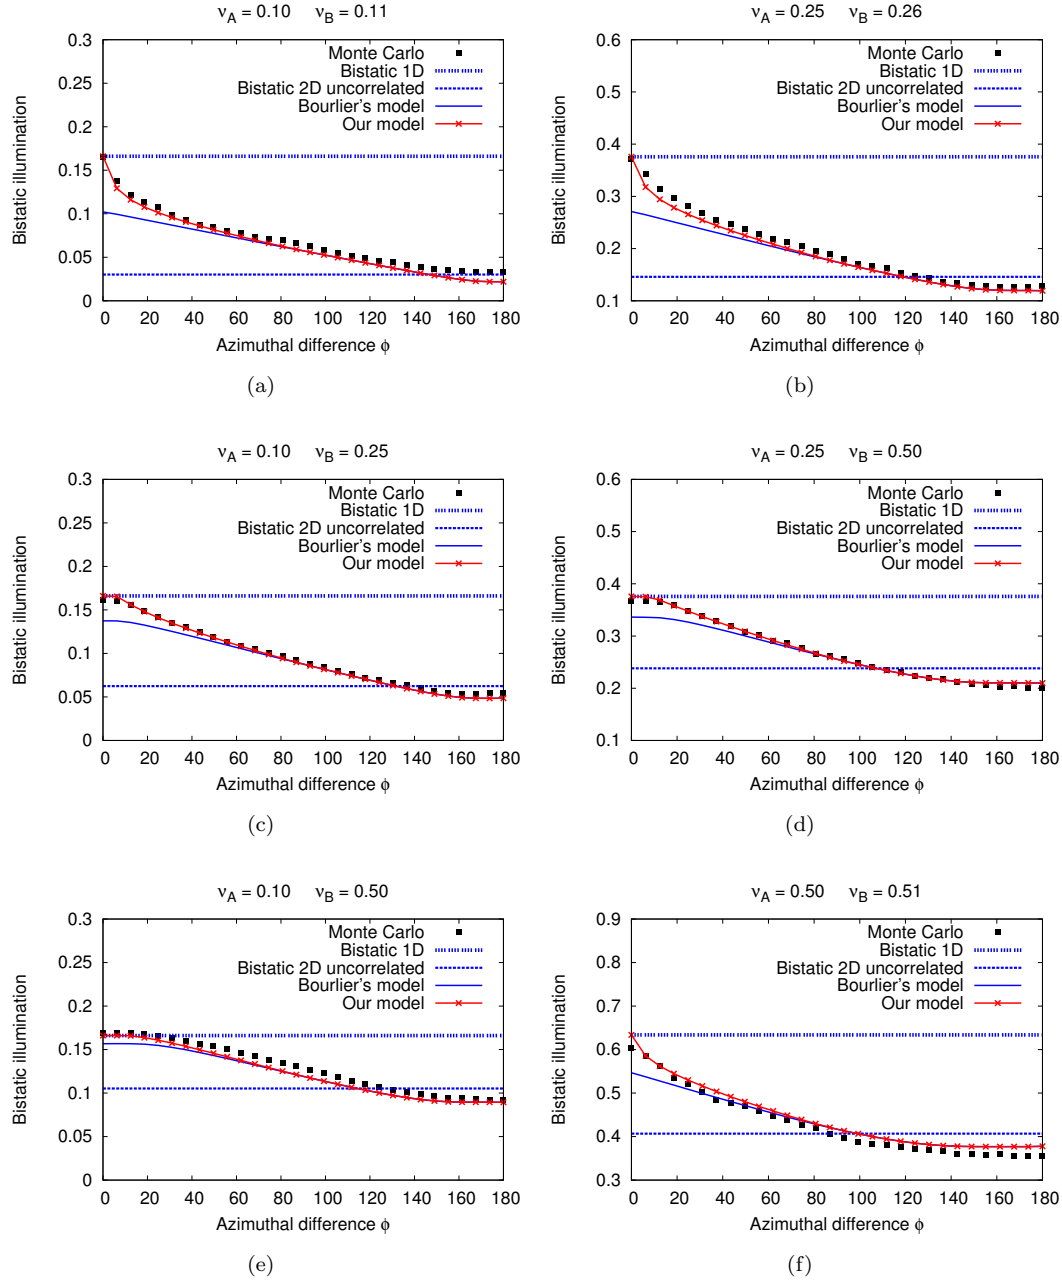 ν_A = 0.10 ν_B = 0.11
0.3
0.25
0.2
0.15
0.1
0.05
0
Bistatic illumination
Monte Carlo
Bistatic 1D
Bistatic 2D uncorrelated
Bourlier's model
Our model
0 20 40 60 80 100 120 140 160 180
Azimuthal difference ϕ
(a)
ν_A = 0.25 ν_B = 0.26
0.6
0.5
0.4
0.3
0.2
0.1
Bistatic illumination
Monte Carlo
Bistatic 1D
Bistatic 2D uncorrelated
Bourlier's model
Our model
0 20 40 60 80 100 120 140 160 180
Azimuthal difference ϕ
(b)
ν_A = 0.10 ν_B = 0.25
0.3
0.25
0.2
0.15
0.1
0.05
0
Bistatic illumination
Monte Carlo
Bistatic 1D
Bistatic 2D uncorrelated
Bourlier's model
Our model
0 20 40 60 80 100 120 140 160 180
Azimuthal difference ϕ
(c)
ν_A = 0.25 ν_B = 0.50
0.6
0.5
0.4
0.3
0.2
0.1
Bistatic illumination
Monte Carlo
Bistatic 1D
Bistatic 2D uncorrelated
Bourlier's model
Our model
0 20 40 60 80 100 120 140 160 180
Azimuthal difference ϕ
(d)
ν_A = 0.10 ν_B = 0.50
0.3
0.25
0.2
0.15
0.1
0.05
0
Bistatic illumination
Monte Carlo
Bistatic 1D
Bistatic 2D uncorrelated
Bourlier's model
Our model
0 20 40 60 80 100 120 140 160 180
Azimuthal difference ϕ
(e)
ν_A = 0.50 ν_B = 0.51
0.9
0.8
0.7
0.6
0.5
0.4
0.3
Bistatic illumination
Monte Carlo
Bistatic 1D
Bistatic 2D uncorrelated
Bourlier's model
Our model
0 20 40 60 80 100 120 140 160 180
Azimuthal difference ϕ
(f)